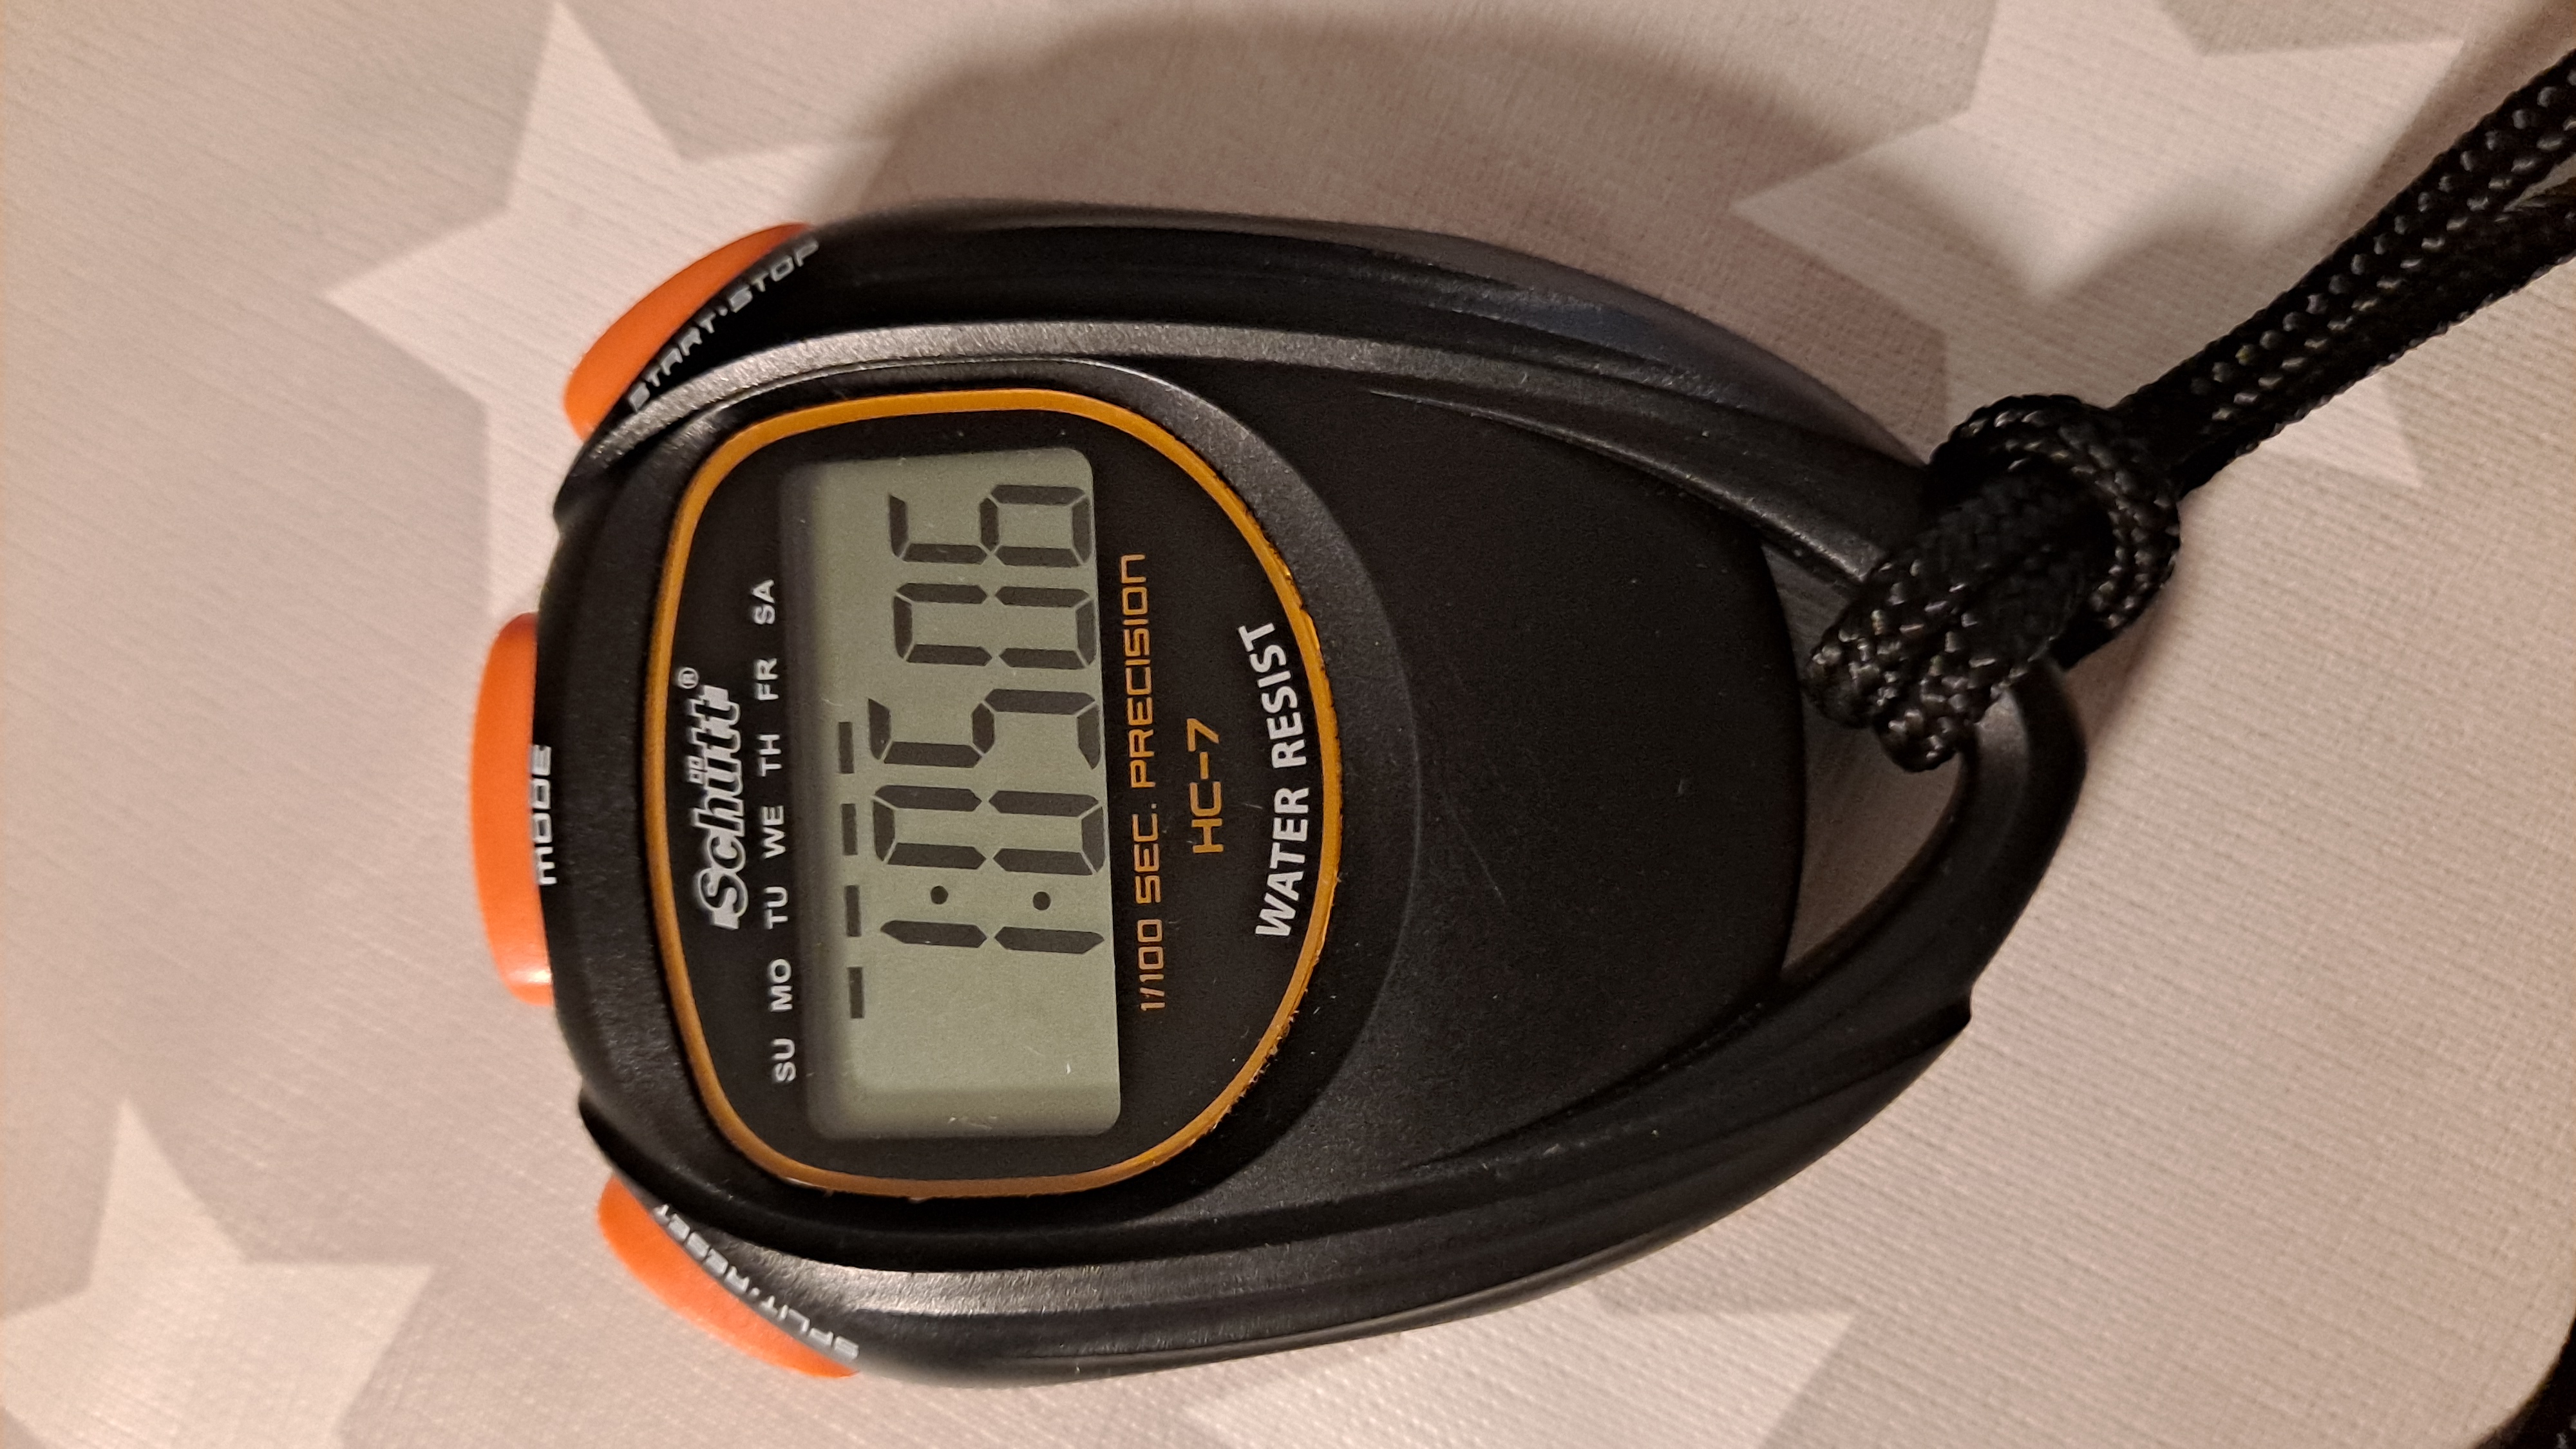 MODE
SPLIT·RESET
START·STOP
Schütt®
SU MO TU WE TH FR SA
1:05 06
1/100 SEC. PRECISION
HC-7
WATER RESIST